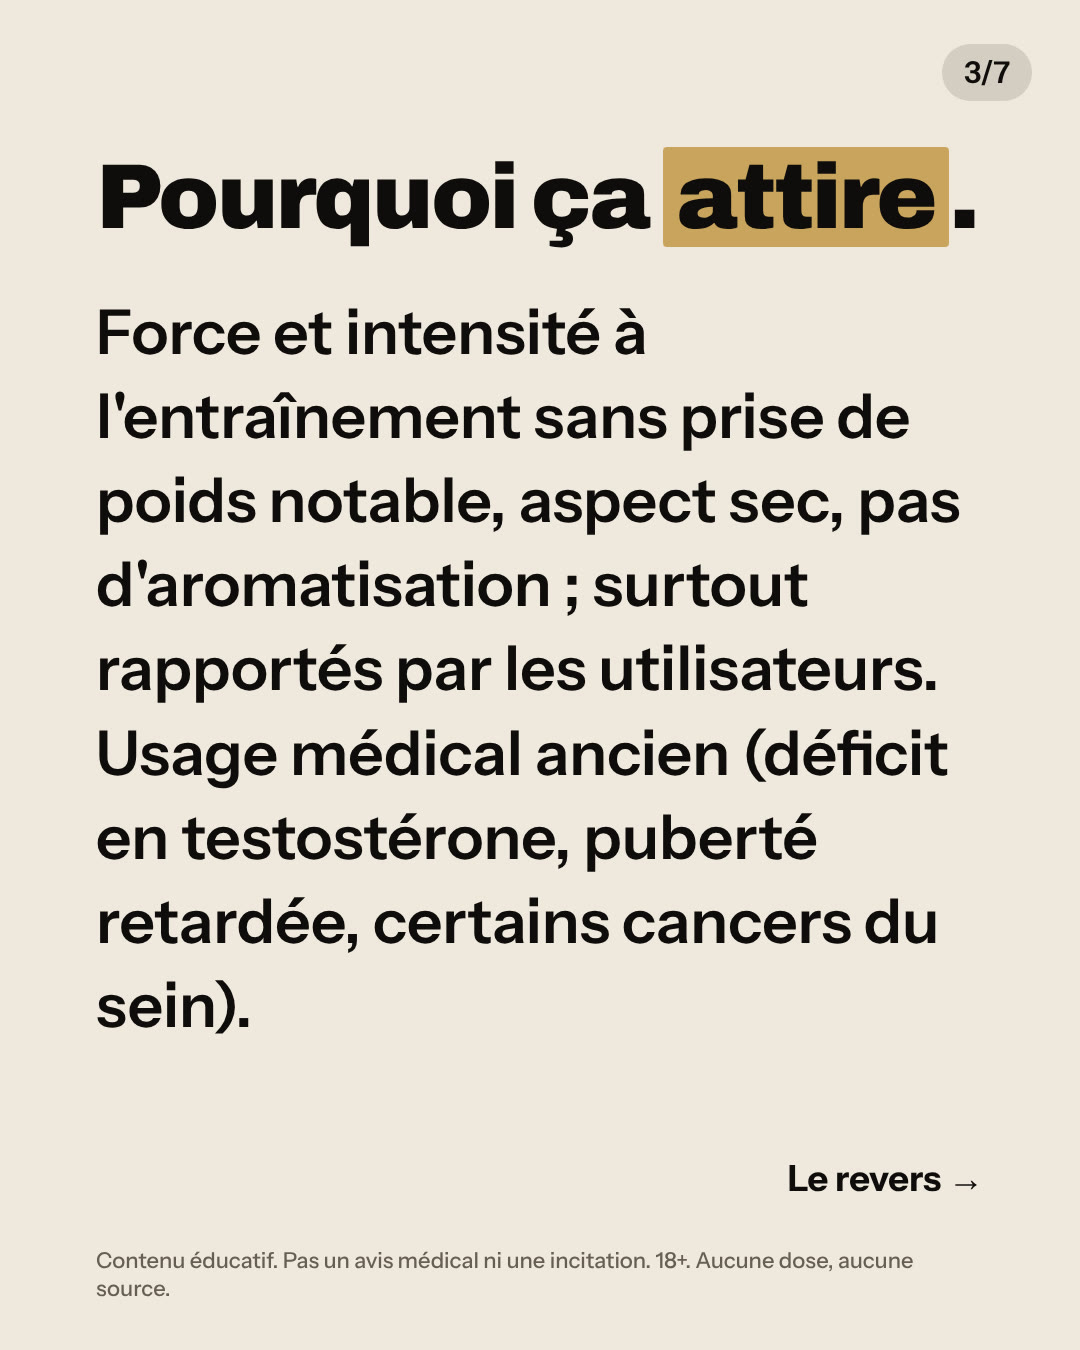 3/7
Pourquoi ça attire.
Force et intensité à
l'entraînement sans prise de
poids notable, aspect sec, pas
d'aromatisation ; surtout
rapportés par les utilisateurs.
Usage médical ancien (déficit
en testostérone, puberté
retardée, certains cancers du
sein).
Le revers →
Contenu éducatif. Pas un avis médical ni une incitation. 18+. Aucune dose, aucune
source.